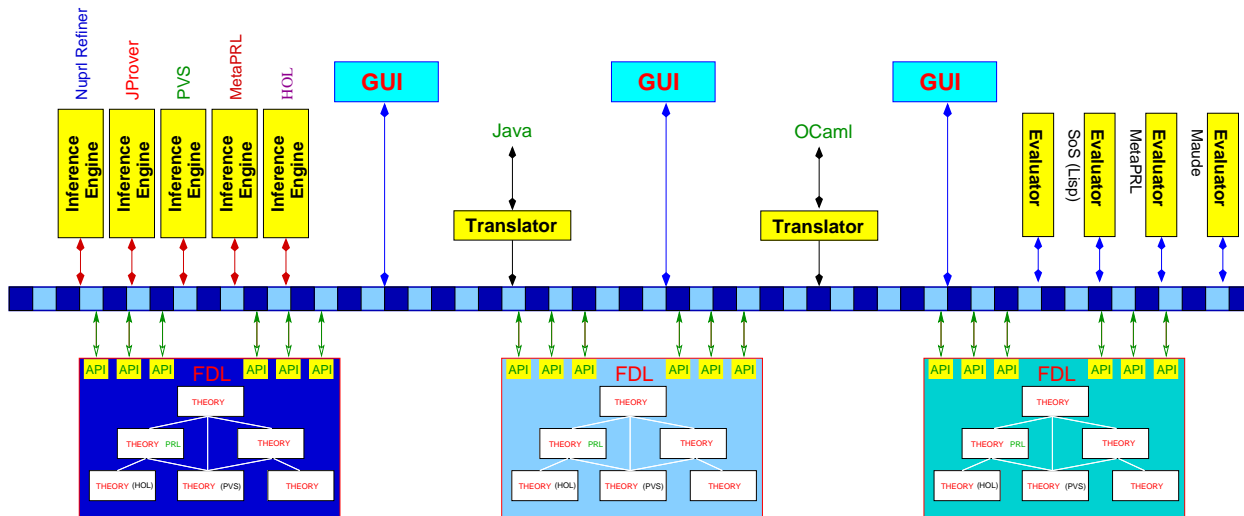 Nuprl Refiner
JProver
PVS
MetaPRL
HOL
Inference
Engine
Inference
Engine
Inference
Engine
Inference
Engine
Inference
Engine
GUI
GUI
GUI
Java
OCaml
Translator
Translator
Evaluator
SoS (Lisp)
Evaluator
MetaPRL
Evaluator
Maude
Evaluator
API API API FDL API API API
THEORY
THEORY PRL THEORY
THEORY (HOL) THEORY (PVS) THEORY
API API API FDL API API API
THEORY
THEORY PRL THEORY
THEORY (HOL) THEORY (PVS) THEORY
API API API FDL API API API
THEORY
THEORY PRL THEORY
THEORY (HOL) THEORY (PVS) THEORY